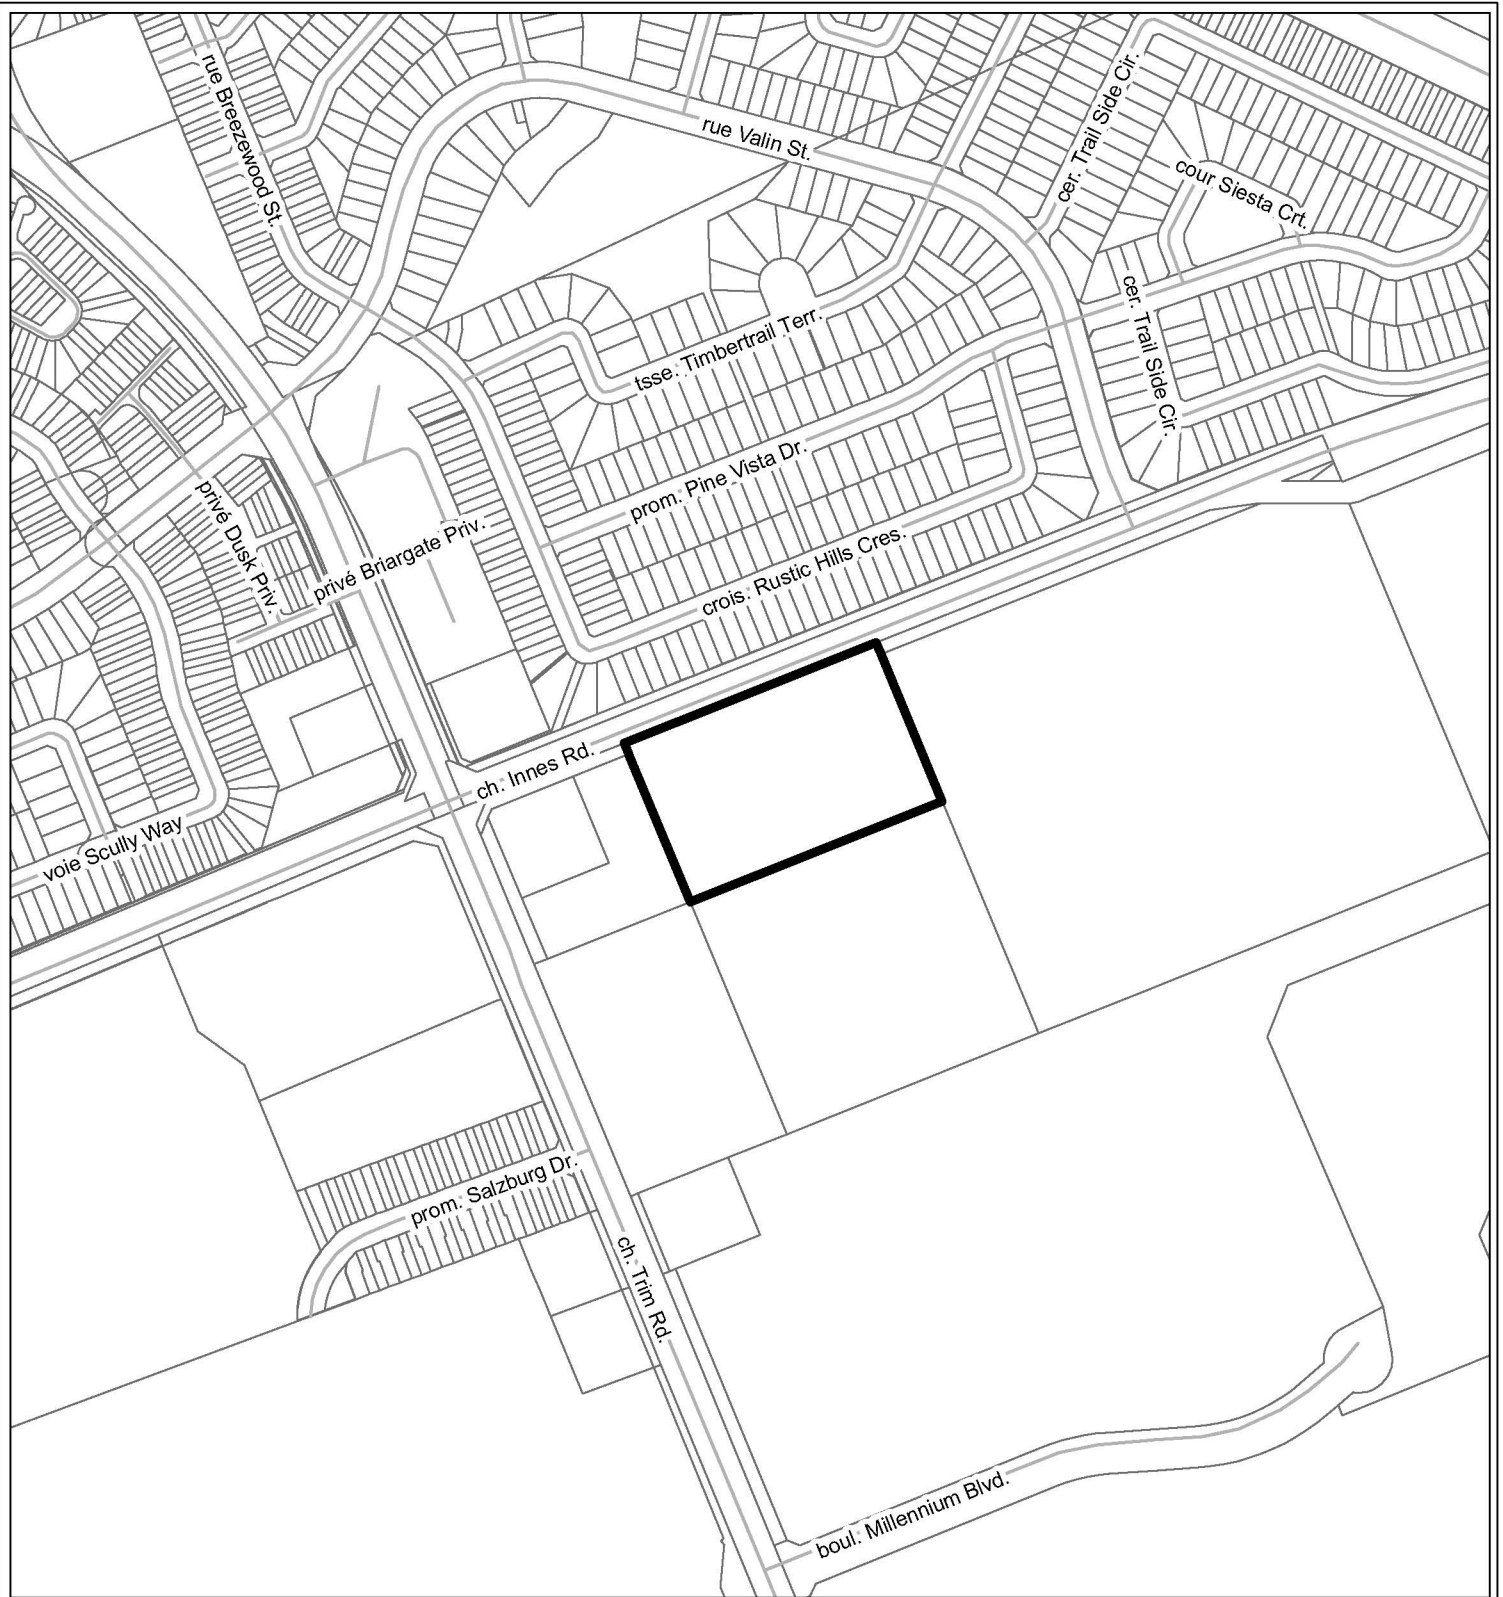 rue Breezewood St.
rue Valin St.
cer. Trail Side Cir.
cour Siesta Crt.
cer. Trail Side Cir.
tsse. Timbertrail Terr.
prom. Pine Vista Dr.
privé Dusk Priv.
privé Briargate Priv.
crois. Rustic Hills Cres.
ch. Innes Rd.
voie Scully Way
prom. Salzburg Dr.
ch. Trim Rd.
boul. Millennium Blvd.